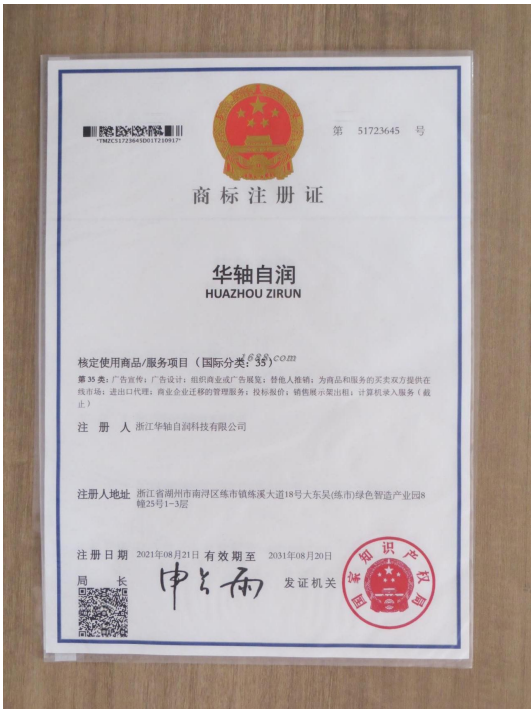 第 51723645 号
*TMZC51723645D01T210917*
商标注册证
华轴自润
HUAZHOU ZIRUN
1688.com
核定使用商品/服务项目（国际分类：35）
第 35 类：广告宣传；广告设计；组织商业或广告展览；替他人推销；为商品和服务的买卖双方提供在
线市场；进出口代理；商业企业迁移的管理服务；投标报价；销售展示架出租；计算机录入服务（截
止）
注 册 人 浙江华轴自润科技有限公司
注册人地址 浙江省湖州市南浔区练市镇练溪大道18号大东吴(练市)绿色智造产业园8
幢25号1-3层
注册日期 2021年08月21日 有效期至 2031年08月20日
局 长 申长雨 发证机关
国家知识产权局